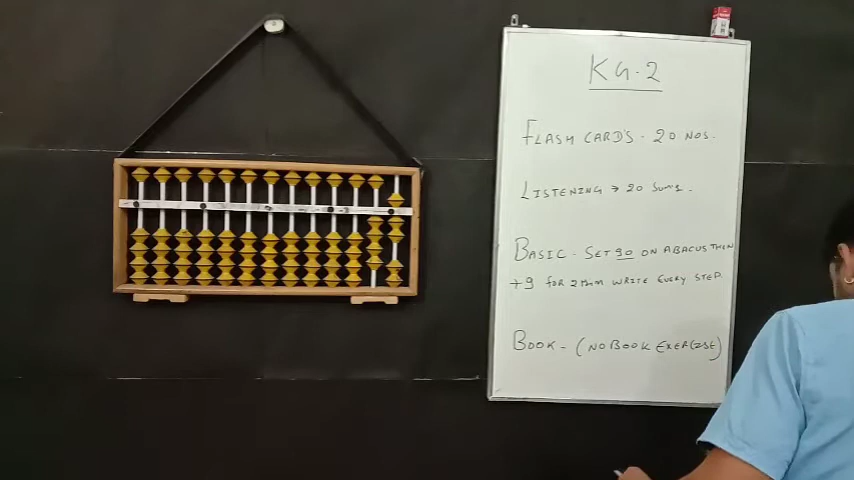 KG-2
FLASH CARD'S - 20 NOS.
LISTENING → 20 SUMS.
BASIC - SET 90 ON ABACUS THEN
+9 FOR 2 min WRITE EVERY STEP.
BOOK - (NO BOOK EXERCISE)